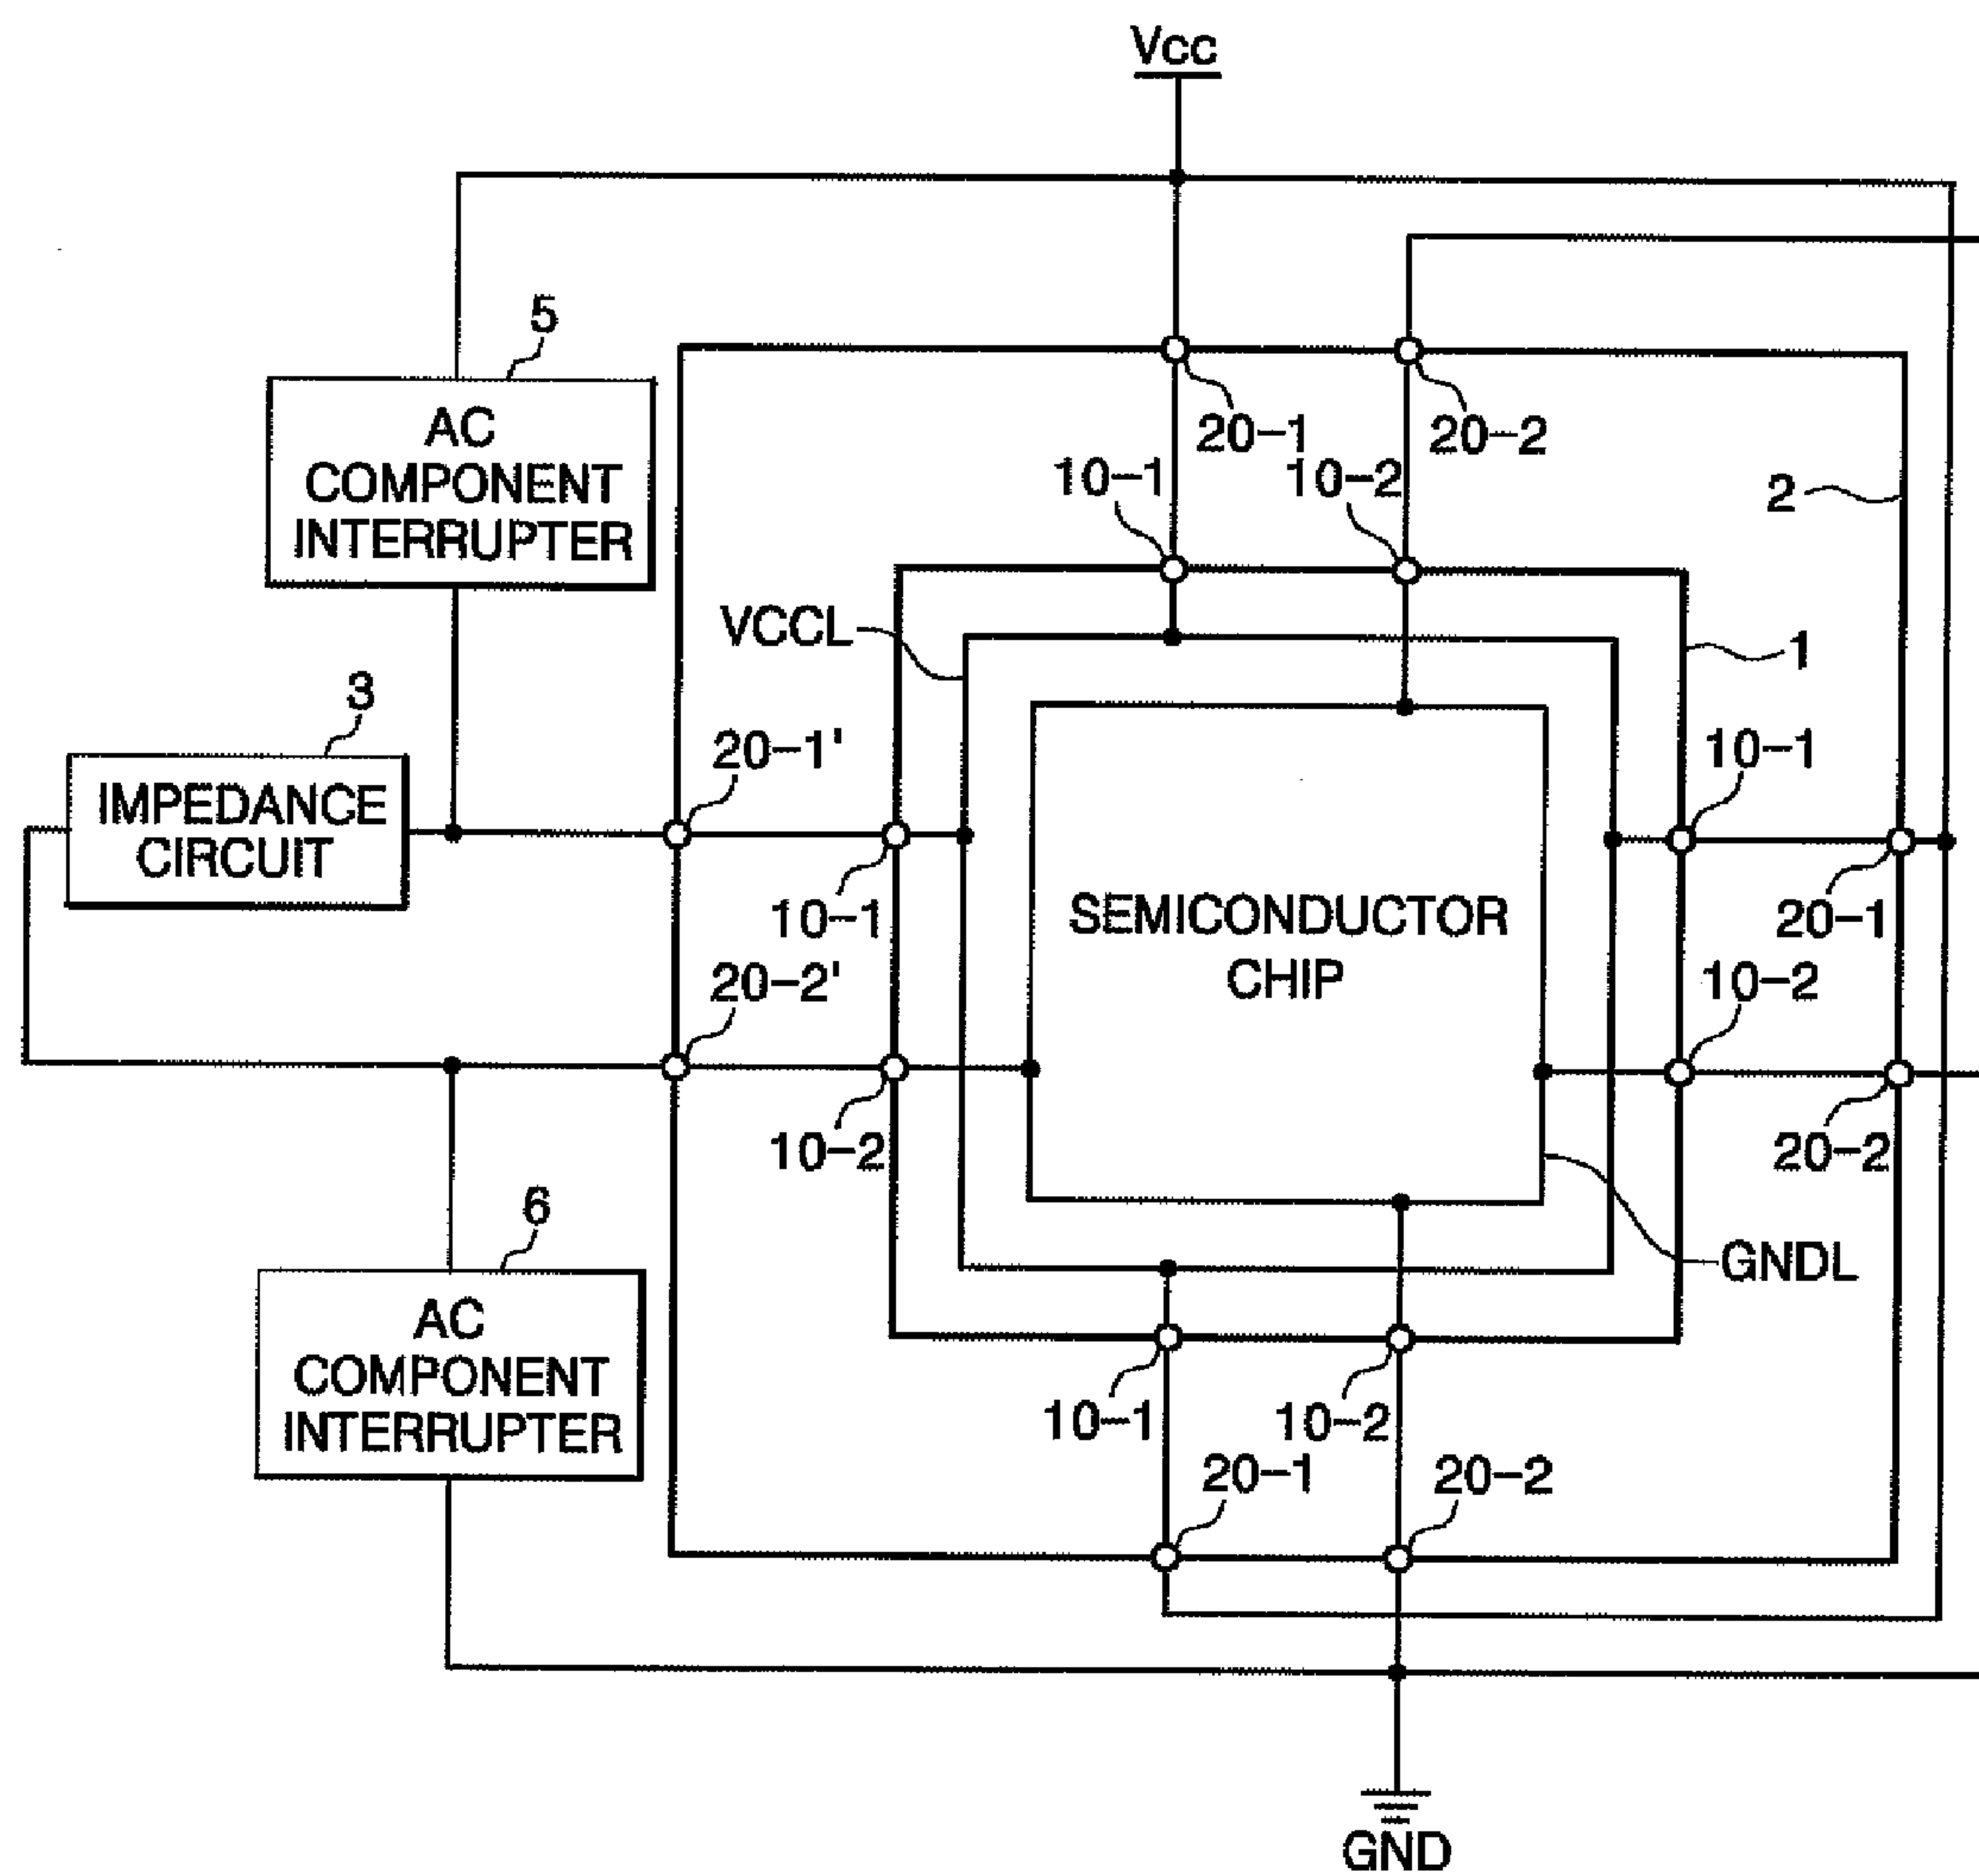 Vcc
5
AC
COMPONENT
INTERRUPTER
20-1
20-2
10-1
10-2
2
VCCL
1
3
IMPEDANCE
CIRCUIT
20-1'
10-1
10-1
20-1
SEMICONDUCTOR
CHIP
20-2'
10-2
10-2
20-2
6
AC
COMPONENT
INTERRUPTER
GNDL
10-1
10-2
20-1
20-2
GND